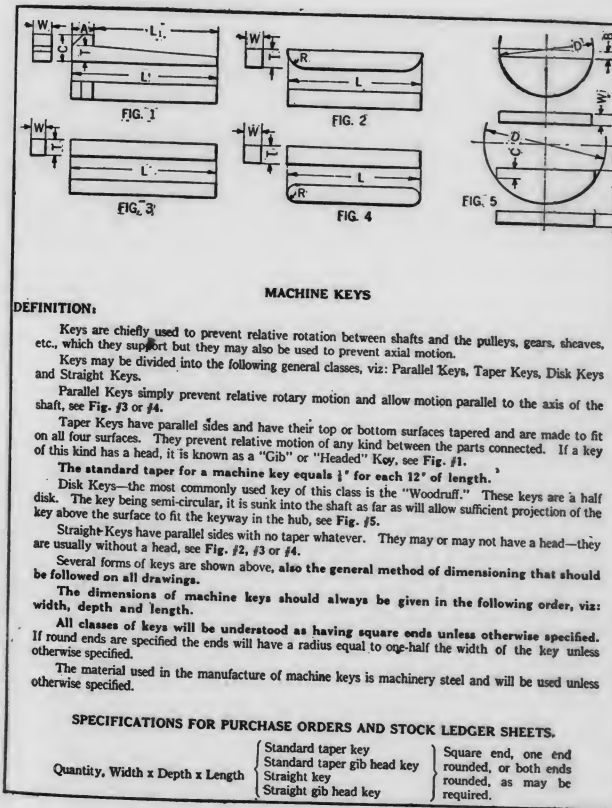 W A L₁
C T
L'
FIG. 1
W T R
L
FIG. 2
D B
W T
L
FIG. 3
W T
L
R
FIG. 4
W
D
C
FIG. 5
MACHINE KEYS
DEFINITION:
Keys are chiefly used to prevent relative rotation between shafts and the pulleys, gears, sheaves,
etc., which they support but they may also be used to prevent axial motion.
Keys may be divided into the following general classes, viz: Parallel Keys, Taper Keys, Disk Keys
and Straight Keys.
Parallel Keys simply prevent relative rotary motion and allow motion parallel to the axis of the
shaft, see Fig. #3 or #4.
Taper Keys have parallel sides and have their top or bottom surfaces tapered and are made to fit
on all four surfaces. They prevent relative motion of any kind between the parts connected. If a key
of this kind has a head, it is known as a "Gib" or "Headed" Key, see Fig. #1.
The standard taper for a machine key equals " for each 12" of length.
Disk Keys—the most commonly used key of this class is the "Woodruff." These keys are a half
disk. The key being semi-circular, it is sunk into the shaft as far as will allow sufficient projection of the
key above the surface to fit the keyway in the hub, see Fig. #5.
Straight Keys have parallel sides with no taper whatever. They may or may not have a head—they
are usually without a head, see Fig. #2, #3 or #4.
Several forms of keys are shown above, also the general method of dimensioning that should
be followed on all drawings.
The dimensions of machine keys should always be given in the following order, viz:
width, depth and length.
All classes of keys will be understood as having square ends unless otherwise specified.
If round ends are specified the ends will have a radius equal to one-half the width of the key unless
otherwise specified.
The material used in the manufacture of machine keys is machinery steel and will be used unless
otherwise specified.
SPECIFICATIONS FOR PURCHASE ORDERS AND STOCK LEDGER SHEETS.
Quantity, Width x Depth x Length
Standard taper key
Standard taper gib head key
Straight key
Straight gib head key
Square end, one end
rounded, or both ends
rounded, as may be
required.